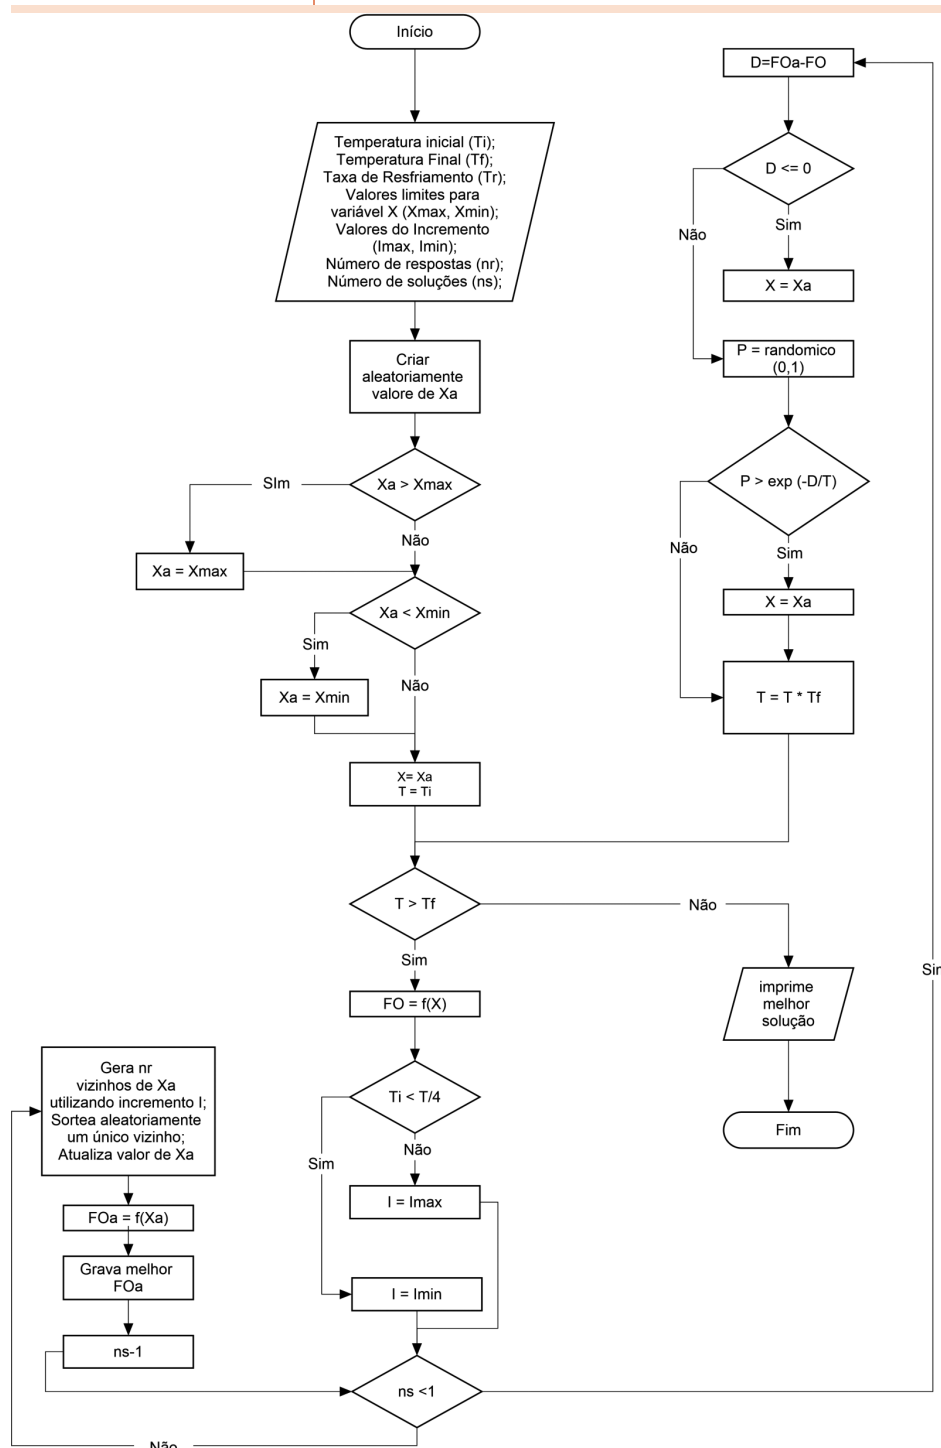 Início
Temperatura inicial (Ti);
Temperatura Final (Tf);
Taxa de Resfriamento (Tr);
Valores limites para
variável X (Xmax, Xmin);
Valores do Incremento
(Imax, Imin);
Número de respostas (nr);
Número de soluções (ns);
Criar
aleatoriamente
valore de Xa
Xa > Xmax
SIm
Não
Xa = Xmax
Xa < Xmin
Sim
Não
Xa = Xmin
X= Xa
T = Ti
T > Tf
Não
Sim
imprime
melhor
solução
Fim
FO = f(X)
Ti < T/4
Sim
Não
I = Imax
I = Imin
ns <1
Não
Gera nr
vizinhos de Xa
utilizando incremento I;
Sortea aleatoriamente
um único vizinho;
Atualiza valor de Xa
FOa = f(Xa)
Grava melhor
FOa
ns-1
D=FOa-FO
D <= 0
Não
Sim
X = Xa
P = randomico
(0,1)
P > exp (-D/T)
Não
Sim
X = Xa
T = T * Tf